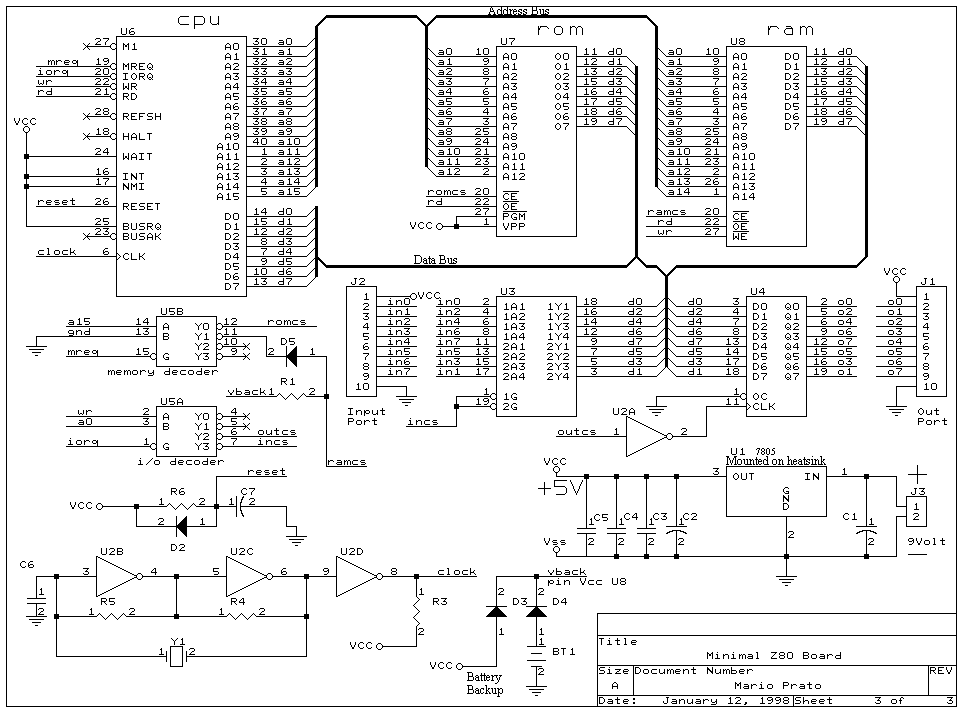 Address Bus
cpu
rom
ram
U6
U7
U8
27 M1
mreq 19 MREQ
iorq 20 IORQ
wr 22 WR
rd 21 RD
28 REFSH
18 HALT
VCC
24 WAIT
16 INT
17 NMI
reset 26 RESET
25 BUSRQ
23 BUSAK
clock 6 CLK
A0 30 a0
A1 31 a1
A2 32 a2
A3 33 a3
A4 34 a4
A5 35 a5
A6 36 a6
A7 37 a7
A8 38 a8
A9 39 a9
A10 40 a10
A11 1 a11
A12 2 a12
A13 3 a13
A14 4 a14
A15 5 a15
D0 14 d0
D1 15 d1
D2 12 d2
D3 8 d3
D4 7 d4
D5 9 d5
D6 10 d6
D7 13 d7
a0 10 A0 O0 11 d0
a1 9 A1 O1 12 d1
a2 8 A2 O2 13 d2
a3 7 A3 O3 15 d3
a4 6 A4 O4 16 d4
a5 5 A5 O5 17 d5
a6 4 A6 O6 18 d6
a7 3 A7 O7 19 d7
a8 25 A8
a9 24 A9
a10 21 A10
a11 23 A11
a12 2 A12
romcs 20 CE
rd 22 OE
27 PGM
VCC 1 VPP
a0 10 A0 D0 11 d0
a1 9 A1 D1 12 d1
a2 8 A2 D2 13 d2
a3 7 A3 D3 15 d3
a4 6 A4 D4 16 d4
a5 5 A5 D5 17 d5
a6 4 A6 D6 18 d6
a7 3 A7 D7 19 d7
a8 25 A8
a9 24 A9
a10 21 A10
a11 23 A11
a12 2 A12
a13 26 A13
a14 1 A14
ramcs 20 CE
rd 22 OE
wr 27 WE
Data Bus
J2
1 in0 VCC
2 in1
3 in2
4 in3
5 in4
6 in5
7 in6
8 in7
9
10
Input
Port
U3
in0 2 1A1 1Y1 18 d0
in2 4 1A2 1Y2 16 d2
in4 6 1A3 1Y3 14 d4
in6 8 1A4 1Y4 12 d6
11 2A1 2Y1 9
13 2A2 2Y2 7
15 2A3 2Y3 5 d3
in1 17 2A4 2Y4 3 d1
1 1G
19 2G
incs
U4
d0 3 D0 Q0 2 o0
d2 4 D1 Q1 5 o2
d4 7 D2 Q2 6 o4
d6 8 D3 Q3 9 o6
13 D4 Q4 12
14 D5 Q5 15
d3 17 D6 Q6 16 o3
d1 18 D7 Q7 19 o1
1 OC
11 CLK
VCC
J1
o0 1
o1 2
o2 3
o3 4
o4 5
o5 6
o6 7
o7 8
9
10
Out
Port
U5B
a15 14 A Y0 12 romcs
gnd 13 B Y1 11
Y2 10
mreq 15 G Y3 9
memory decoder
2 D5 1
R1
vback1 2
U5A
wr 2 A Y0 4
a0 3 B Y1 5
Y2 6 outcs
iorq 1 G Y3 7 incs
i/o decoder
ramcs
U2A
outcs 1 2
reset
VCC
R6
1 2
2 1
D2
C7
1 2
VCC
+5V
U1 7805
Mounted on heatsink
3 OUT IN 1
GND
2
J3
1
2
9Volt
C5 C4 C3 C2 C1
1 1 1 1 1
2 2 2 2 2
Vss
C6
1
2
U2B
3 4
U2C
5 6
U2D
9 8 clock
R5
1 2
R4
1 2
Y1
1 2
R3
1
2
VCC
vback
pin Vcc U8
2 D3 2 D4
1 1
BT1
VCC
Battery
Backup
Title
Minimal Z80 Board
Size Document Number REV
A Mario Prato
Date: January 12, 1998 Sheet 3 of 3